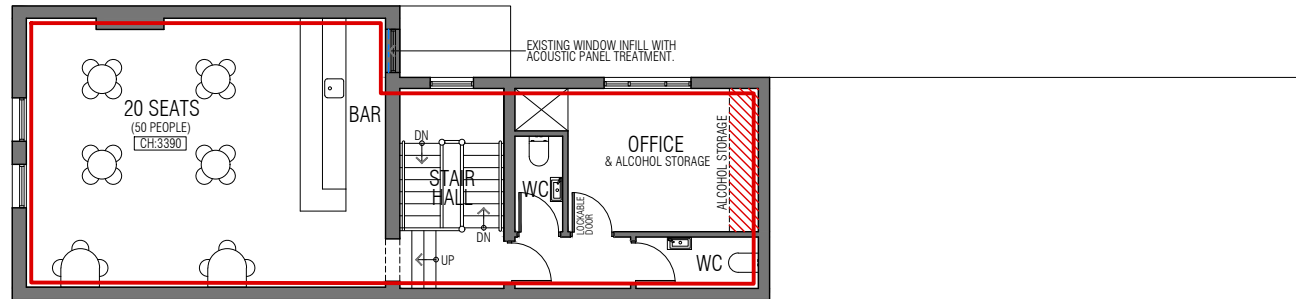 EXISTING WINDOW INFILL WITH
ACOUSTIC PANEL TREATMENT.
20 SEATS
(50 PEOPLE)
CH:3390
BAR
DN
STAIR
HALL
DN
UP
WC
LOCKABLE
DOOR
OFFICE
& ALCOHOL STORAGE
ALCOHOL STORAGE
WC